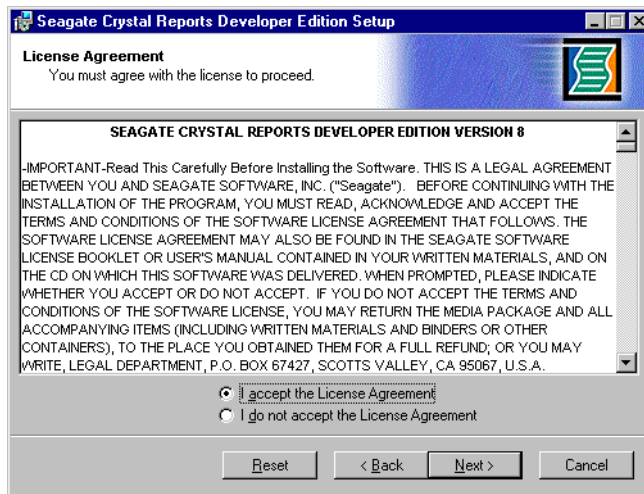 Seagate Crystal Reports Developer Edition Setup
License Agreement
You must agree with the license to proceed.
SEAGATE CRYSTAL REPORTS DEVELOPER EDITION VERSION 8
-IMPORTANT-Read This Carefully Before Installing the Software. THIS IS A LEGAL AGREEMENT
BETWEEN YOU AND SEAGATE SOFTWARE, INC. ("Seagate"). BEFORE CONTINUING WITH THE
INSTALLATION OF THE PROGRAM, YOU MUST READ, ACKNOWLEDGE AND ACCEPT THE
TERMS AND CONDITIONS OF THE SOFTWARE LICENSE AGREEMENT THAT FOLLOWS. THE
SOFTWARE LICENSE AGREEMENT MAY ALSO BE FOUND IN THE SEAGATE SOFTWARE
LICENSE BOOKLET OR USER'S MANUAL CONTAINED IN YOUR WRITTEN MATERIALS, AND ON
THE CD ON WHICH THIS SOFTWARE WAS DELIVERED. WHEN PROMPTED, PLEASE INDICATE
WHETHER YOU ACCEPT OR DO NOT ACCEPT. IF YOU DO NOT ACCEPT THE TERMS AND
CONDITIONS OF THE SOFTWARE LICENSE, YOU MAY RETURN THE MEDIA PACKAGE AND ALL
ACCOMPANYING ITEMS (INCLUDING WRITTEN MATERIALS AND BINDERS OR OTHER
CONTAINERS), TO THE PLACE YOU OBTAINED THEM FOR A FULL REFUND; OR YOU MAY
WRITE, LEGAL DEPARTMENT, P.O. BOX 67427, SCOTTS VALLEY, CA 95067, U.S.A.
I accept the License Agreement
I do not accept the License Agreement
Reset < Back Next > Cancel